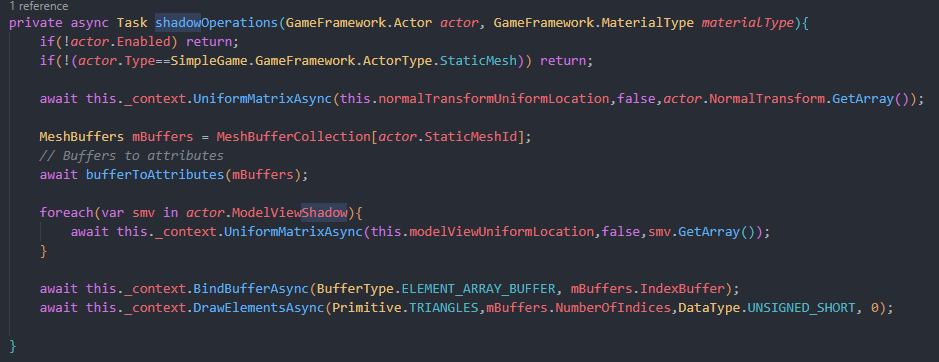 1 reference
private async Task shadowOperations(GameFramework.Actor actor, GameFramework.MaterialType materialType){
if(!actor.Enabled) return;
if(!(actor.Type==SimpleGame.GameFramework.ActorType.StaticMesh)) return;
await this._context.UniformMatrixAsync(this.normalTransformUniformLocation,false,actor.NormalTransform.GetArray());
MeshBuffers mBuffers = MeshBufferCollection[actor.StaticMeshId];
// Buffers to attributes
await bufferToAttributes(mBuffers);
foreach(var smv in actor.ModelViewShadow){
await this._context.UniformMatrixAsync(this.modelViewUniformLocation,false,smv.GetArray());
}
await this._context.BindBufferAsync(BufferType.ELEMENT_ARRAY_BUFFER, mBuffers.IndexBuffer);
await this._context.DrawElementsAsync(Primitive.TRIANGLES,mBuffers.NumberOfIndices,DataType.UNSIGNED_SHORT, 0);
}